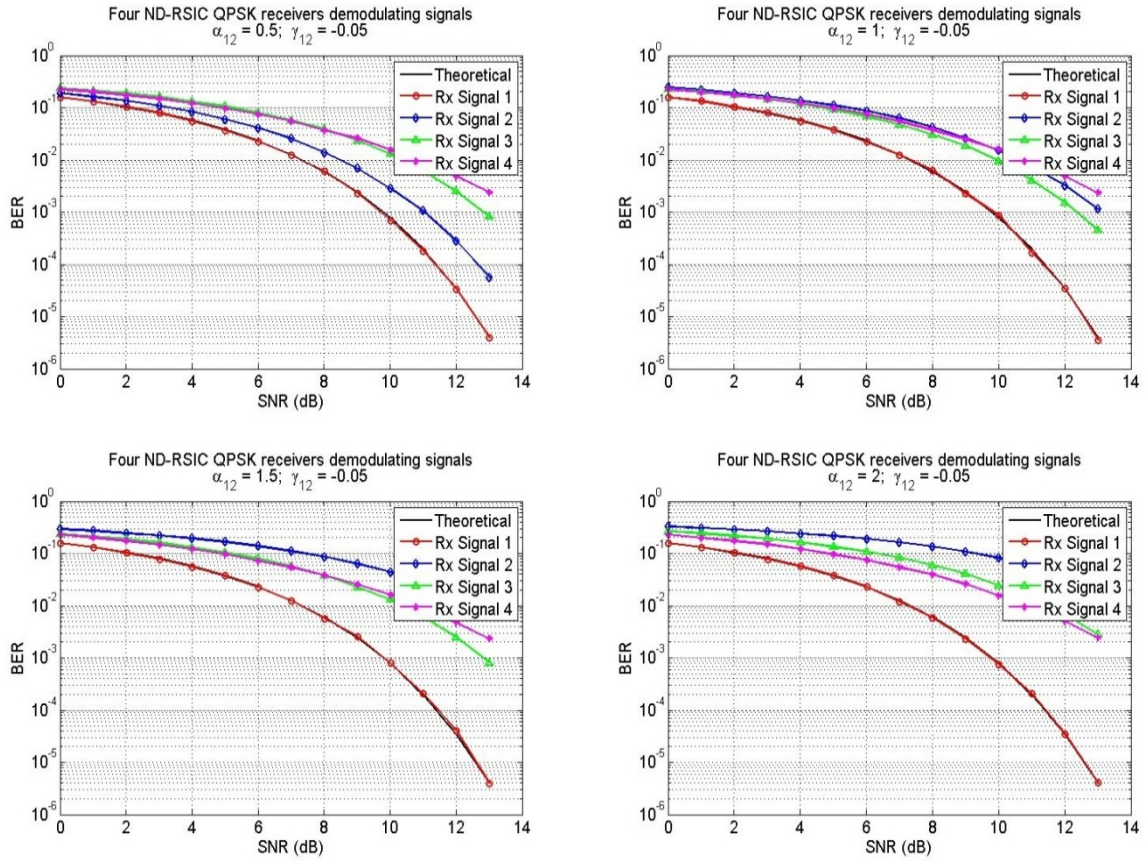 Four ND-RSIC QPSK receivers demodulating signals
α12 = 0.5; γ12 = -0.05
10^0
10^-1
10^-2
10^-3
10^-4
10^-5
10^-6
BER
0 2 4 6 8 10 12 14
SNR (dB)
Theoretical
Rx Signal 1
Rx Signal 2
Rx Signal 3
Rx Signal 4
Four ND-RSIC QPSK receivers demodulating signals
α12 = 1; γ12 = -0.05
10^0
10^-1
10^-2
10^-3
10^-4
10^-5
10^-6
BER
0 2 4 6 8 10 12 14
SNR (dB)
Theoretical
Rx Signal 1
Rx Signal 2
Rx Signal 3
Rx Signal 4
Four ND-RSIC QPSK receivers demodulating signals
α12 = 1.5; γ12 = -0.05
10^0
10^-1
10^-2
10^-3
10^-4
10^-5
10^-6
BER
0 2 4 6 8 10 12 14
SNR (dB)
Theoretical
Rx Signal 1
Rx Signal 2
Rx Signal 3
Rx Signal 4
Four ND-RSIC QPSK receivers demodulating signals
α12 = 2; γ12 = -0.05
10^0
10^-1
10^-2
10^-3
10^-4
10^-5
10^-6
BER
0 2 4 6 8 10 12 14
SNR (dB)
Theoretical
Rx Signal 1
Rx Signal 2
Rx Signal 3
Rx Signal 4